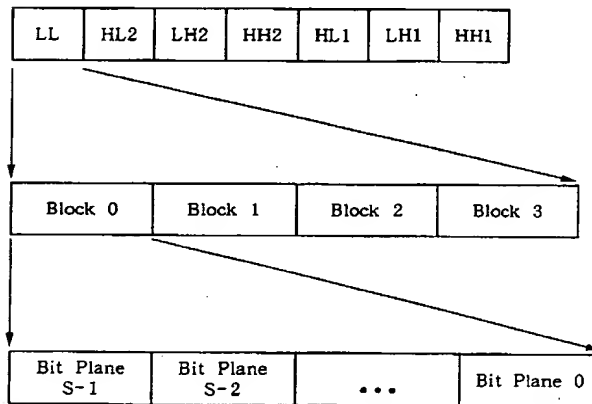 LL HL2 LH2 HH2 HL1 LH1 HH1
Block 0 Block 1 Block 2 Block 3
Bit Plane S-1 Bit Plane S-2 ... Bit Plane 0